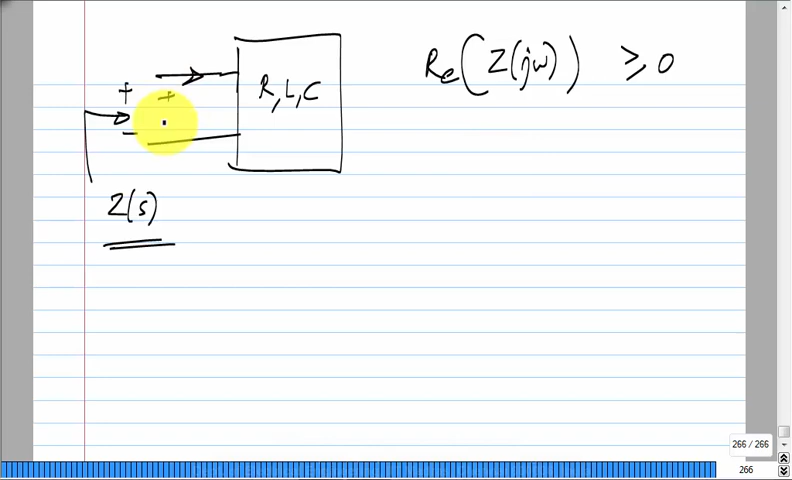 Re(Z(jω)) ≥ 0
+ +
R, L, C
−
Z(s)
266 / 266
266